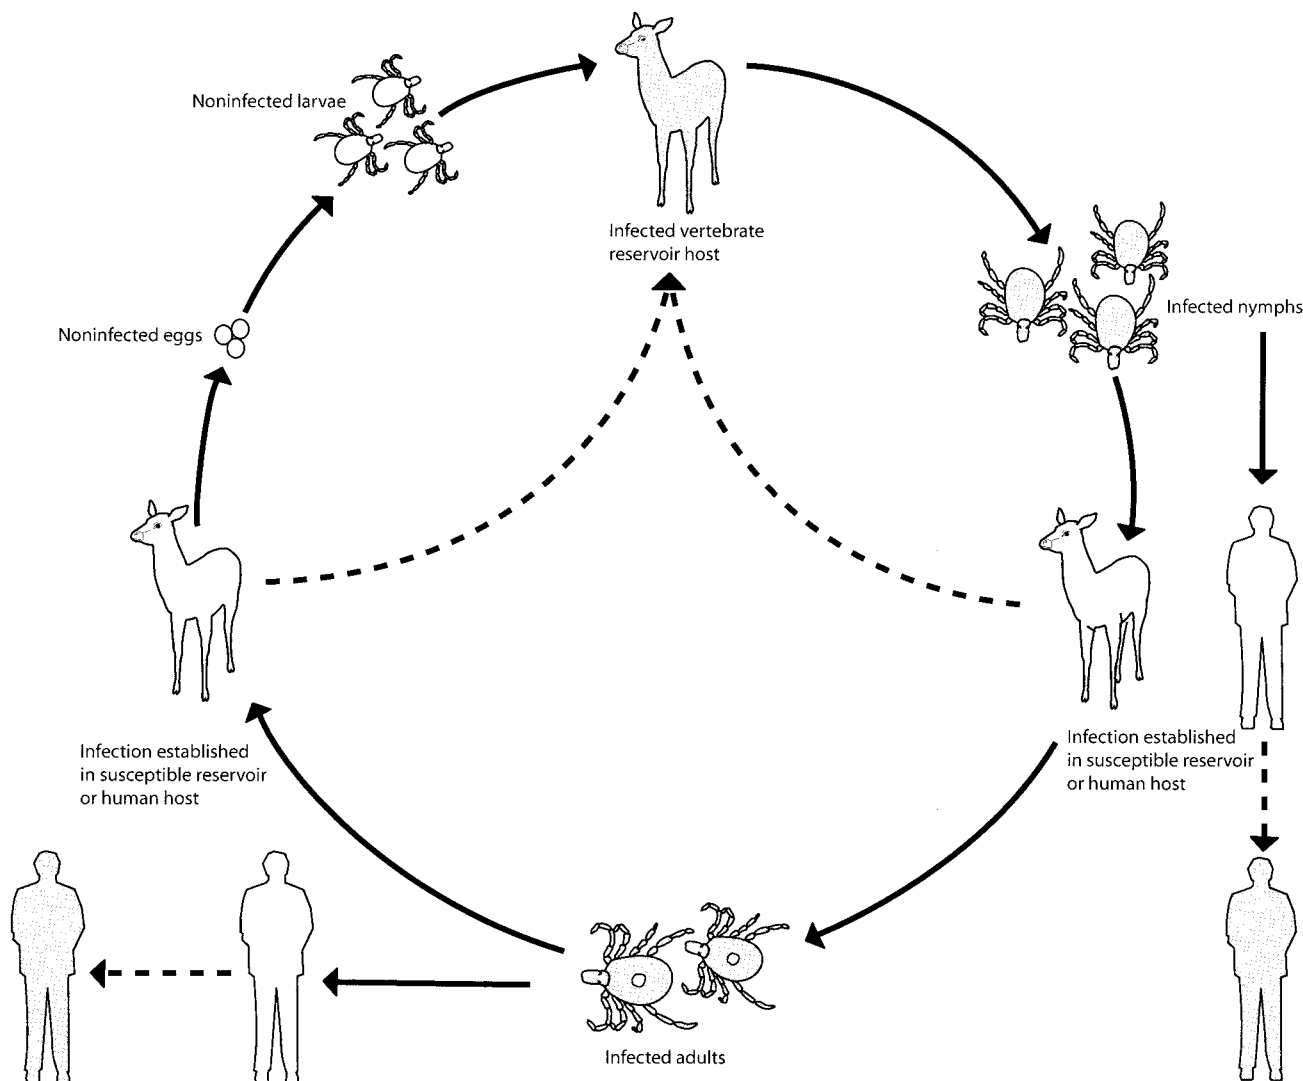 Noninfected larvae
Infected vertebrate
reservoir host
Infected nymphs
Noninfected eggs
Infection established
in susceptible reservoir
or human host
Infection established
in susceptible reservoir
or human host
Infected adults